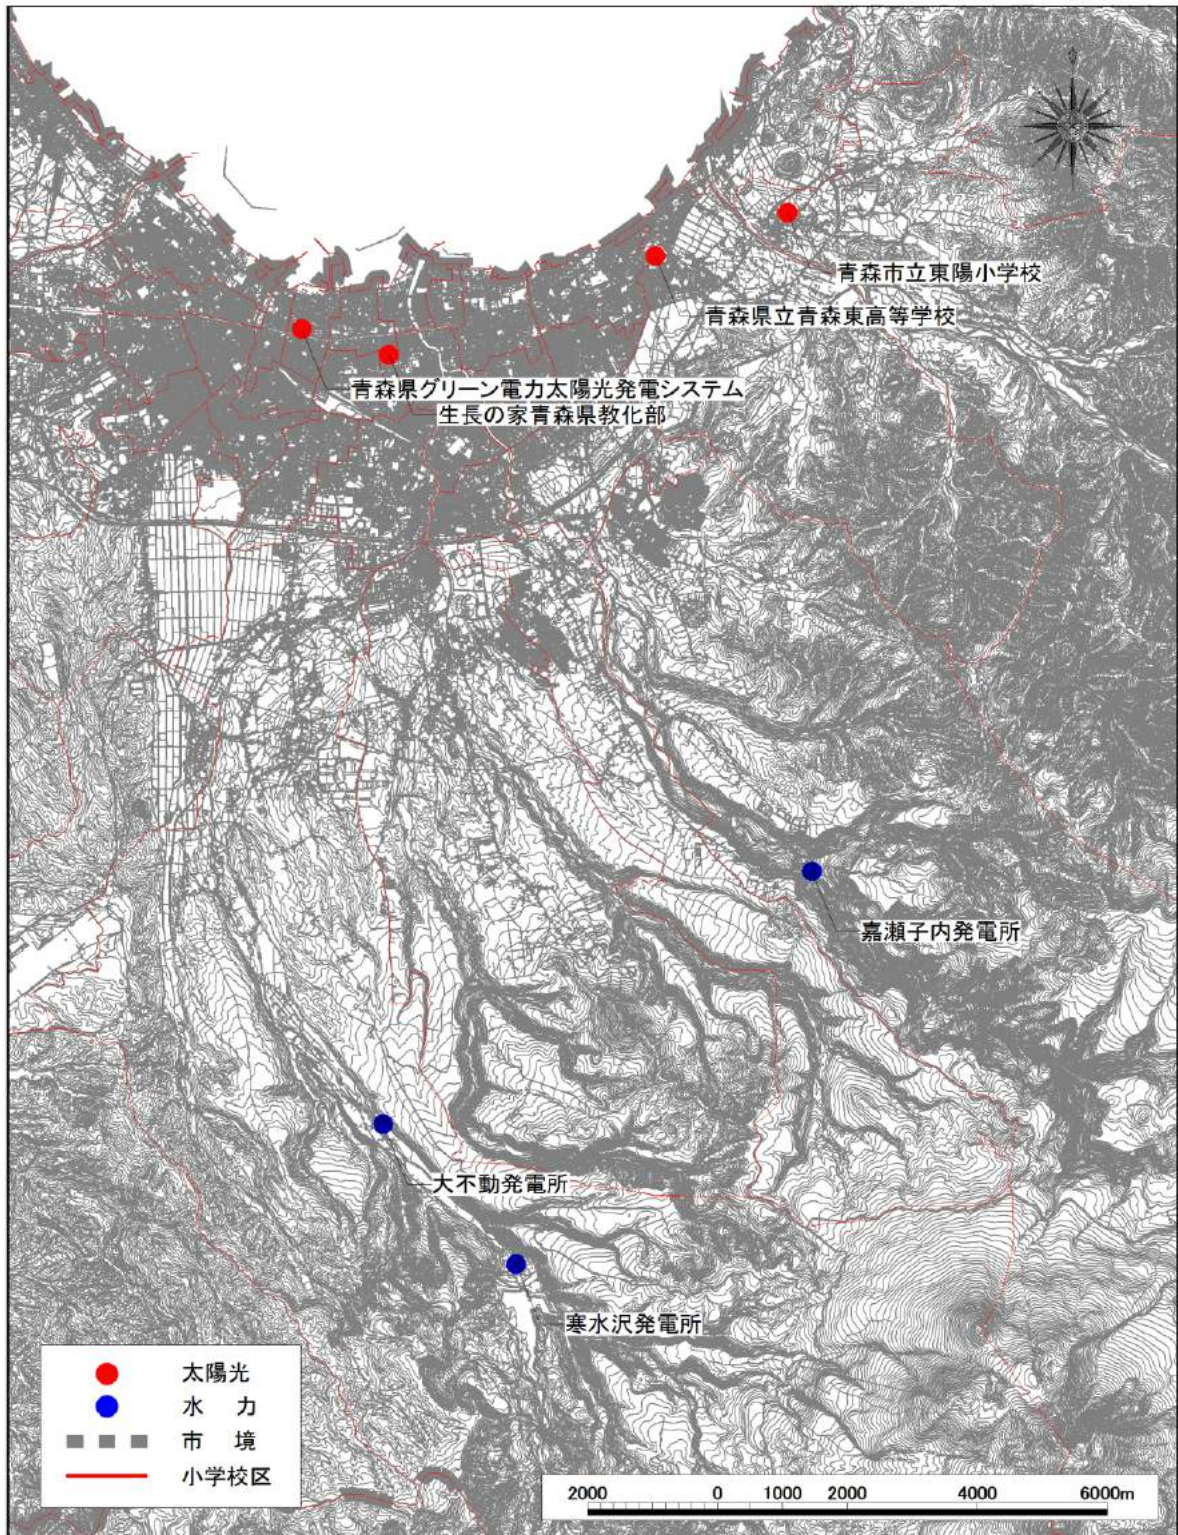 青森市立東陽小学校
青森県立青森東高等学校
青森県グリーン電力太陽光発電システム
生長の家青森県教化部
嘉瀬子内発電所
大不動発電所
寒水沢発電所
太陽光
水 力
市 境
小学校区
2000 0 2000 4000 6000m